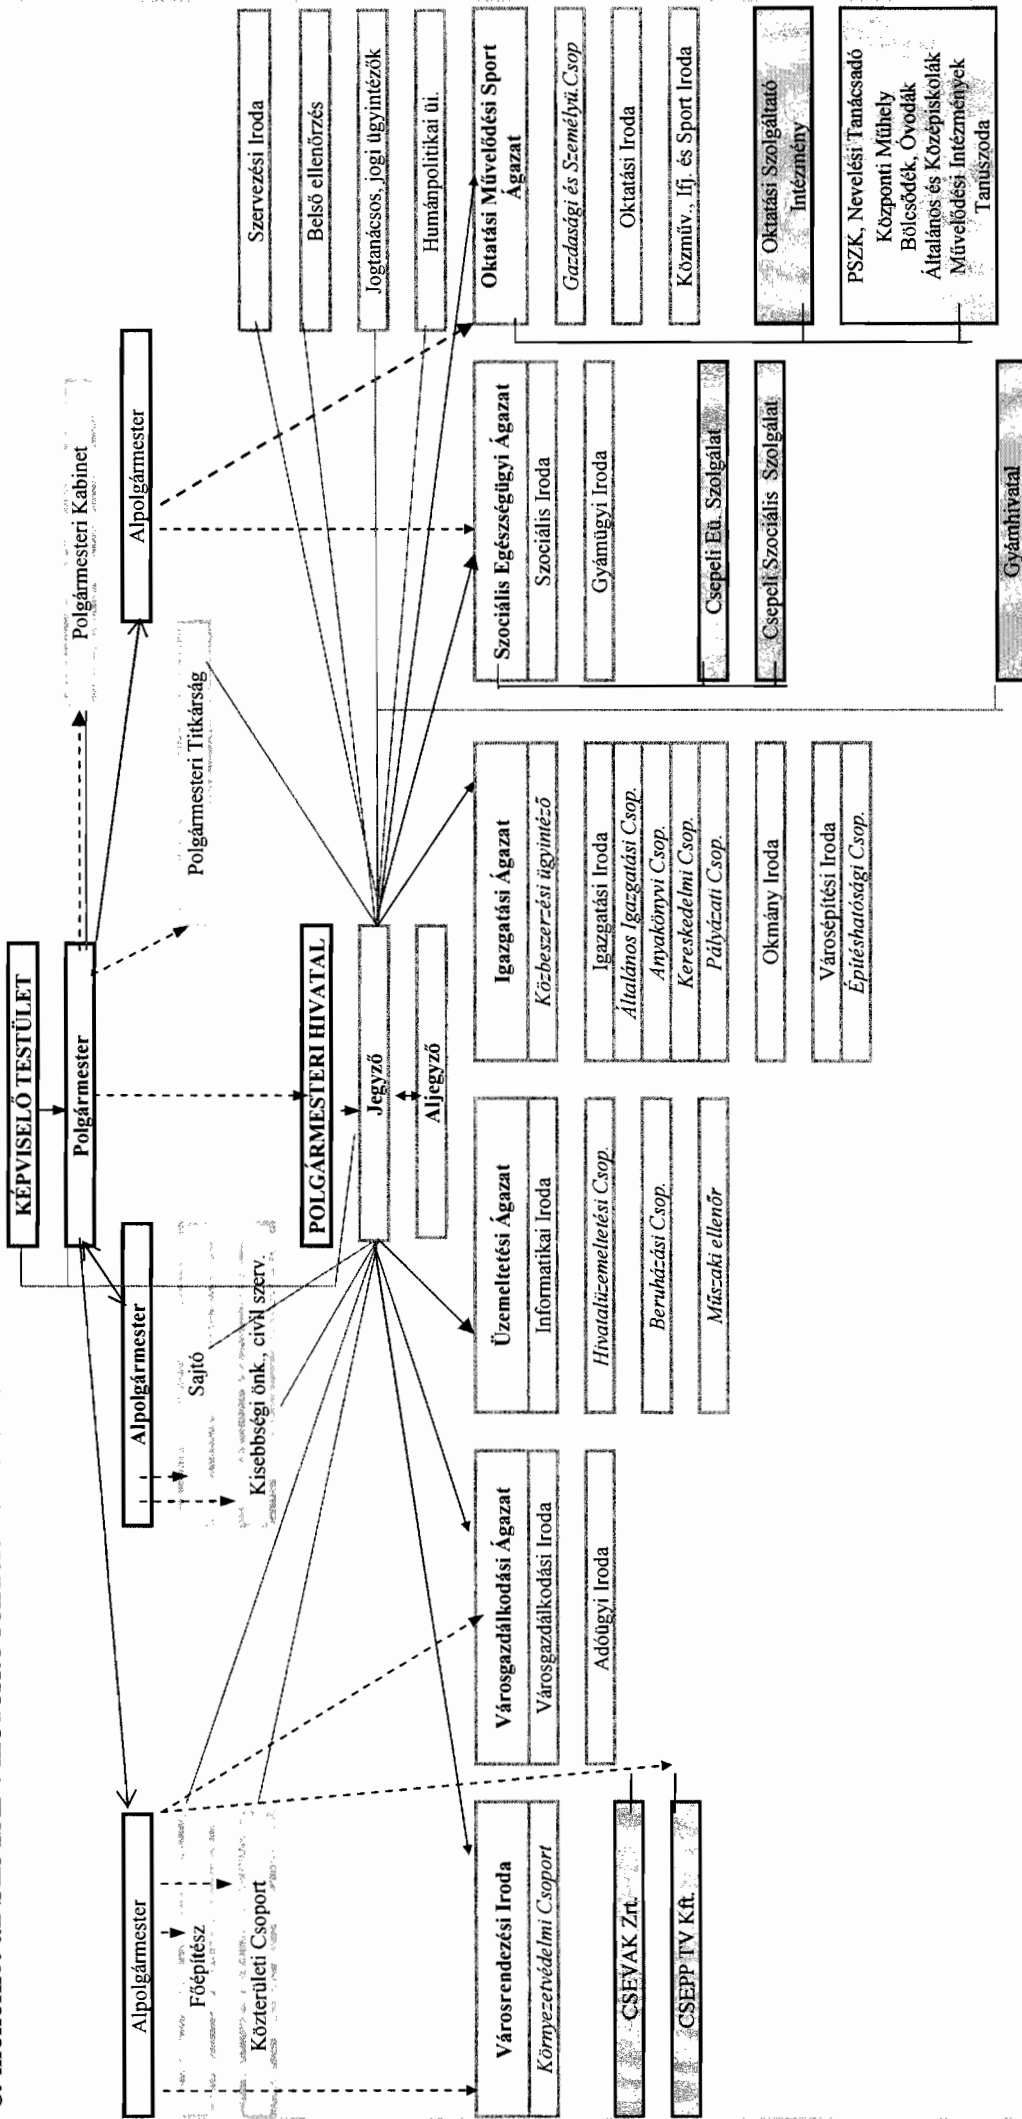 KÉPVISELŐ TESTÜLET
Polgármester
Polgármesteri Kabinet
Alpolgármester
Alpolgármester
Alpolgármester
Főépítész
Sajtó
Polgármesteri Titkárság
Közterületi Csoport
Kisebbségi önk., civil szerv.
Szervezési Iroda
POLGÁRMESTERI HIVATAL
Belső ellenőrzés
Jegyző
Jogtanácsos, jogi ügyintézők
Aljegyző
Humánpolitikai üi.
Városrendezési Iroda
Környezetvédelmi Csoport
CSEVAK Zrt.
CSEPP TV Kft.
Városgazdálkodási Ágazat
Városgazdálkodási Iroda
Adóügyi Iroda
Üzemeltetési Ágazat
Informatikai Iroda
Hivatalüzemeltetési Csop.
Beruházási Csop.
Műszaki ellenőr
Igazgatási Ágazat
Közbeszerzési ügyintéző
Igazgatási Iroda
Általános Igazgatási Csop.
Anyakönyvi Csop.
Kereskedelmi Csop.
Pályázati Csop.
Okmány Iroda
Városépítési Iroda
Építéshatósági Csop.
Szociális Egészségügyi Ágazat
Szociális Iroda
Gyámügyi Iroda
Csepeli Eü. Szolgálat
Csepeli Szociális Szolgálat
Gyámhivatal
Oktatási Művelődési Sport
Ágazat
Gazdasági és Személyü.Csop
Oktatási Iroda
Közműv., Ifj. és Sport Iroda
Oktatási Szolgáltató
Intézmény
PSZK, Nevelési Tanácsadó
Központi Műhely
Bölcsődék, Óvodák
Általános és Középiskolák
Művelődési Intézmények
Tanuszoda